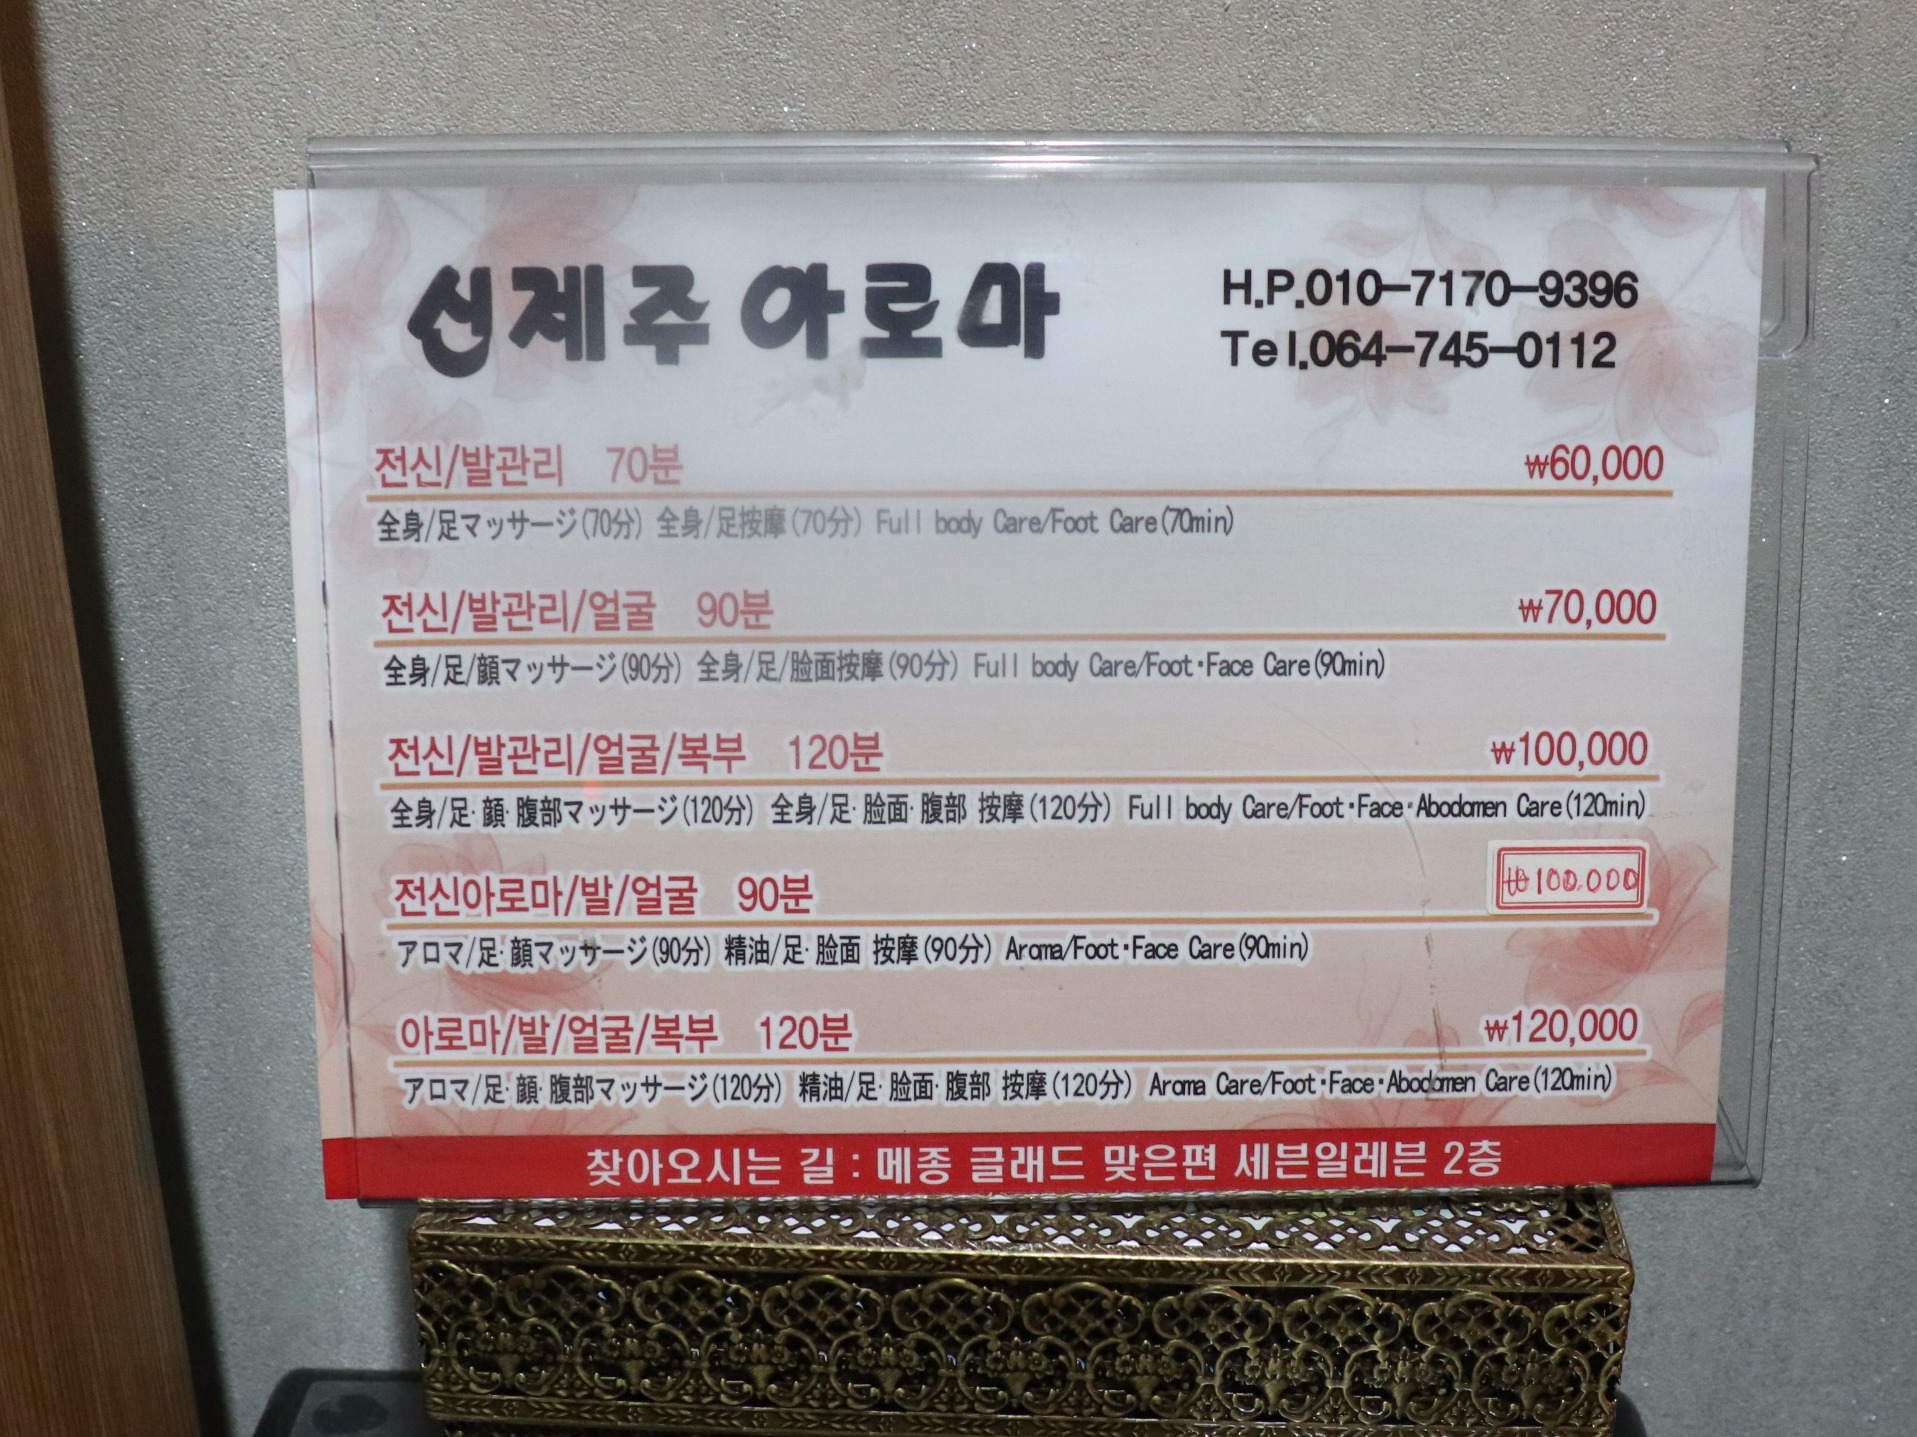 신제주 아로마
H.P.010-7170-9396
Tel.064-745-0112
전신/발관리 70분 ₩60,000
全身/足マッサージ(70分) 全身/足按摩(70分) Full body Care/Foot Care(70min)
전신/발관리/얼굴 90분 ₩70,000
全身/足/顔マッサージ(90分) 全身/足/脸面按摩(90分) Full body Care/Foot·Face Care(90min)
전신/발관리/얼굴/복부 120분 ₩100,000
全身/足·顔·腹部マッサージ(120分) 全身/足·脸面·腹部 按摩(120分) Full body Care/Foot·Face·Abodomen Care(120min)
전신아로마/발/얼굴 90분 ₩100.000
アロマ/足·顔マッサージ(90分) 精油/足·脸面 按摩(90分) Aroma/Foot·Face Care(90min)
아로마/발/얼굴/복부 120분 ₩120,000
アロマ/足·顔·腹部マッサージ(120分) 精油/足·脸面·腹部 按摩(120分) Aroma Care/Foot·Face·Abodomen Care(120min)
찾아오시는 길 : 메종 글래드 맞은편 세븐일레븐 2층